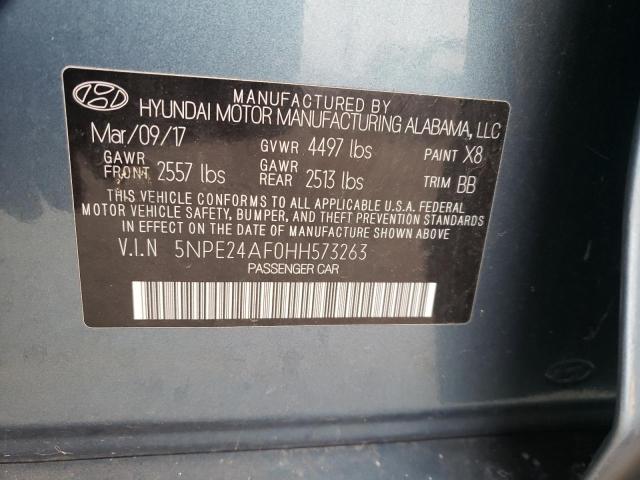 MANUFACTURED BY
HYUNDAI MOTOR MANUFACTURING ALABAMA, LLC
Mar/09/17 GVWR 4497 lbs PAINT X8
GAWR FRONT 2557 lbs GAWR REAR 2513 lbs TRIM BB
THIS VEHICLE CONFORMS TO ALL APPLICABLE U.S.A. FEDERAL
MOTOR VEHICLE SAFETY, BUMPER, AND THEFT PREVENTION STANDARDS
IN EFFECT ON THE DATE OF MANUFACTURE SHOWN ABOVE.
V.I.N 5NPE24AF0HH573263
PASSENGER CAR